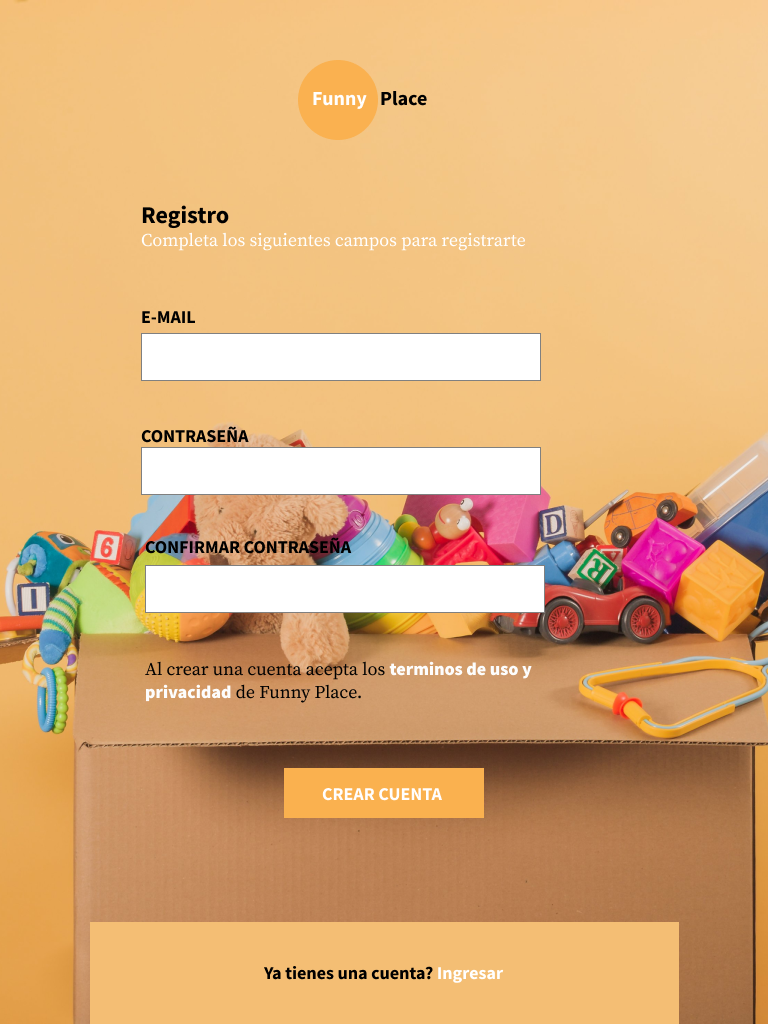 Funny Place
Registro
Completa los siguientes campos para registrarte
E-MAIL
CONTRASEÑA
D
6
CONFIRMAR CONTRASEÑA
R
I
Al crear una cuenta acepta los terminos de uso y
privacidad de Funny Place.
CREAR CUENTA
Ya tienes una cuenta? Ingresar